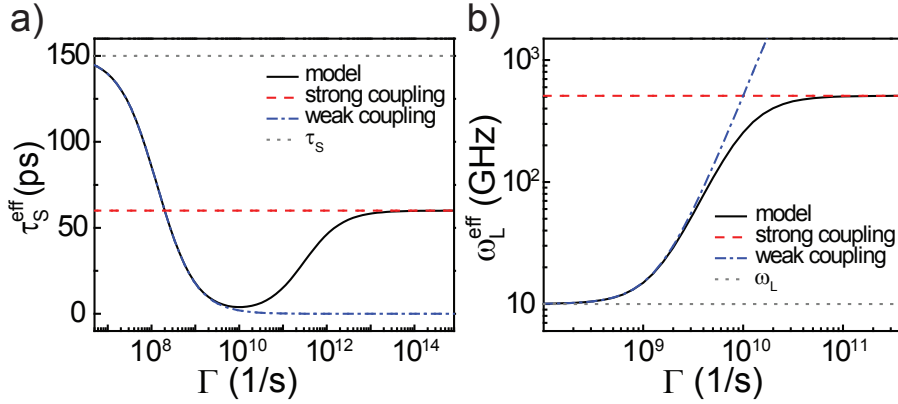 a)
τ_S^eff (ps)
150
100
50
0
model
strong coupling
weak coupling
τ_S
10^8
10^10
10^12
10^14
Γ (1/s)
b)
ω_L^eff (GHz)
10^3
10^2
10
model
strong coupling
weak coupling
ω_L
10^9
10^10
10^11
Γ (1/s)